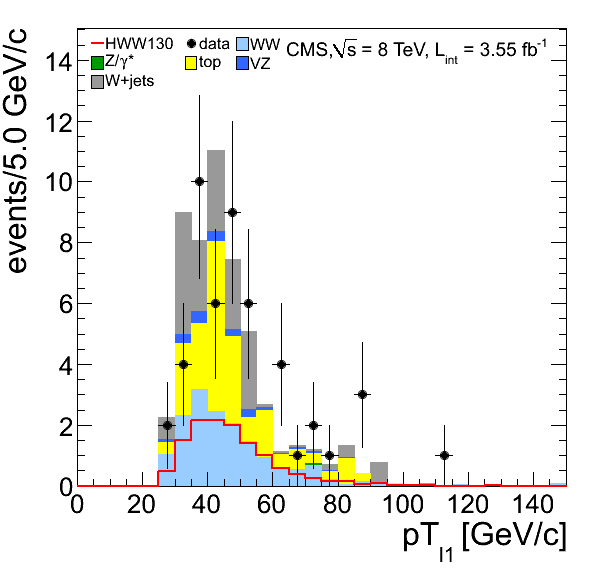 HWW130 data WW CMS,√s = 8 TeV, L_int = 3.55 fb⁻¹
Z/γ* top VZ
W+jets
events/5.0 GeV/c
14
12
10
8
6
4
2
0
0 20 40 60 80 100 120 140
pT_l1 [GeV/c]